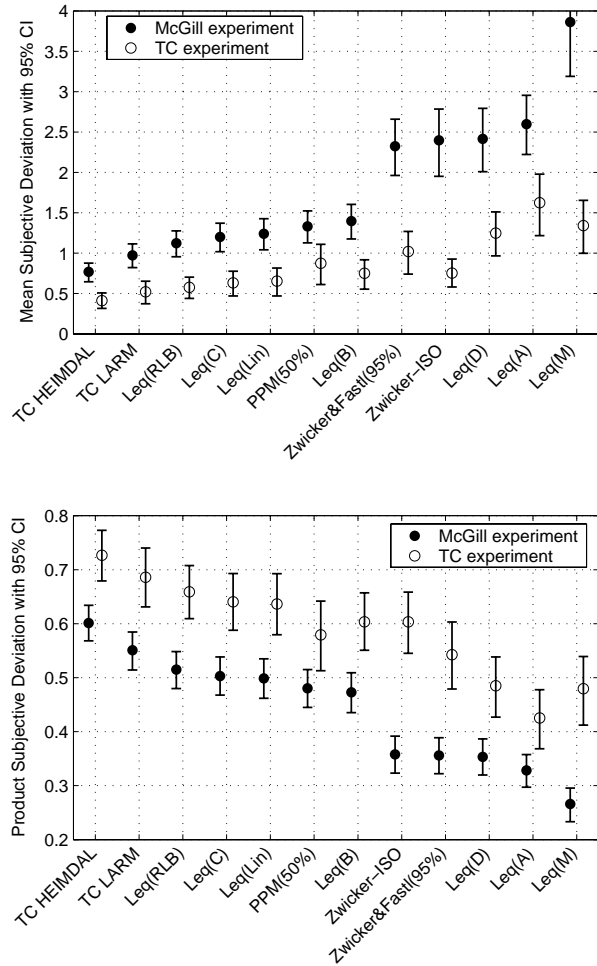 McGill experiment
TC experiment
Mean Subjective Deviation with 95% CI
4
3.5
3
2.5
2
1.5
1
0.5
0
TC HEIMDAL
TC LARM
Leq(RLB)
Leq(C)
Leq(Lin)
PPM(50%)
Leq(B)
Zwicker&Fastl(95%)
Zwicker−ISO
Leq(D)
Leq(A)
Leq(M)
McGill experiment
TC experiment
Product Subjective Deviation with 95% CI
0.8
0.7
0.6
0.5
0.4
0.3
0.2
TC HEIMDAL
TC LARM
Leq(RLB)
Leq(C)
Leq(Lin)
PPM(50%)
Leq(B)
Zwicker−ISO
Zwicker&Fastl(95%)
Leq(D)
Leq(A)
Leq(M)